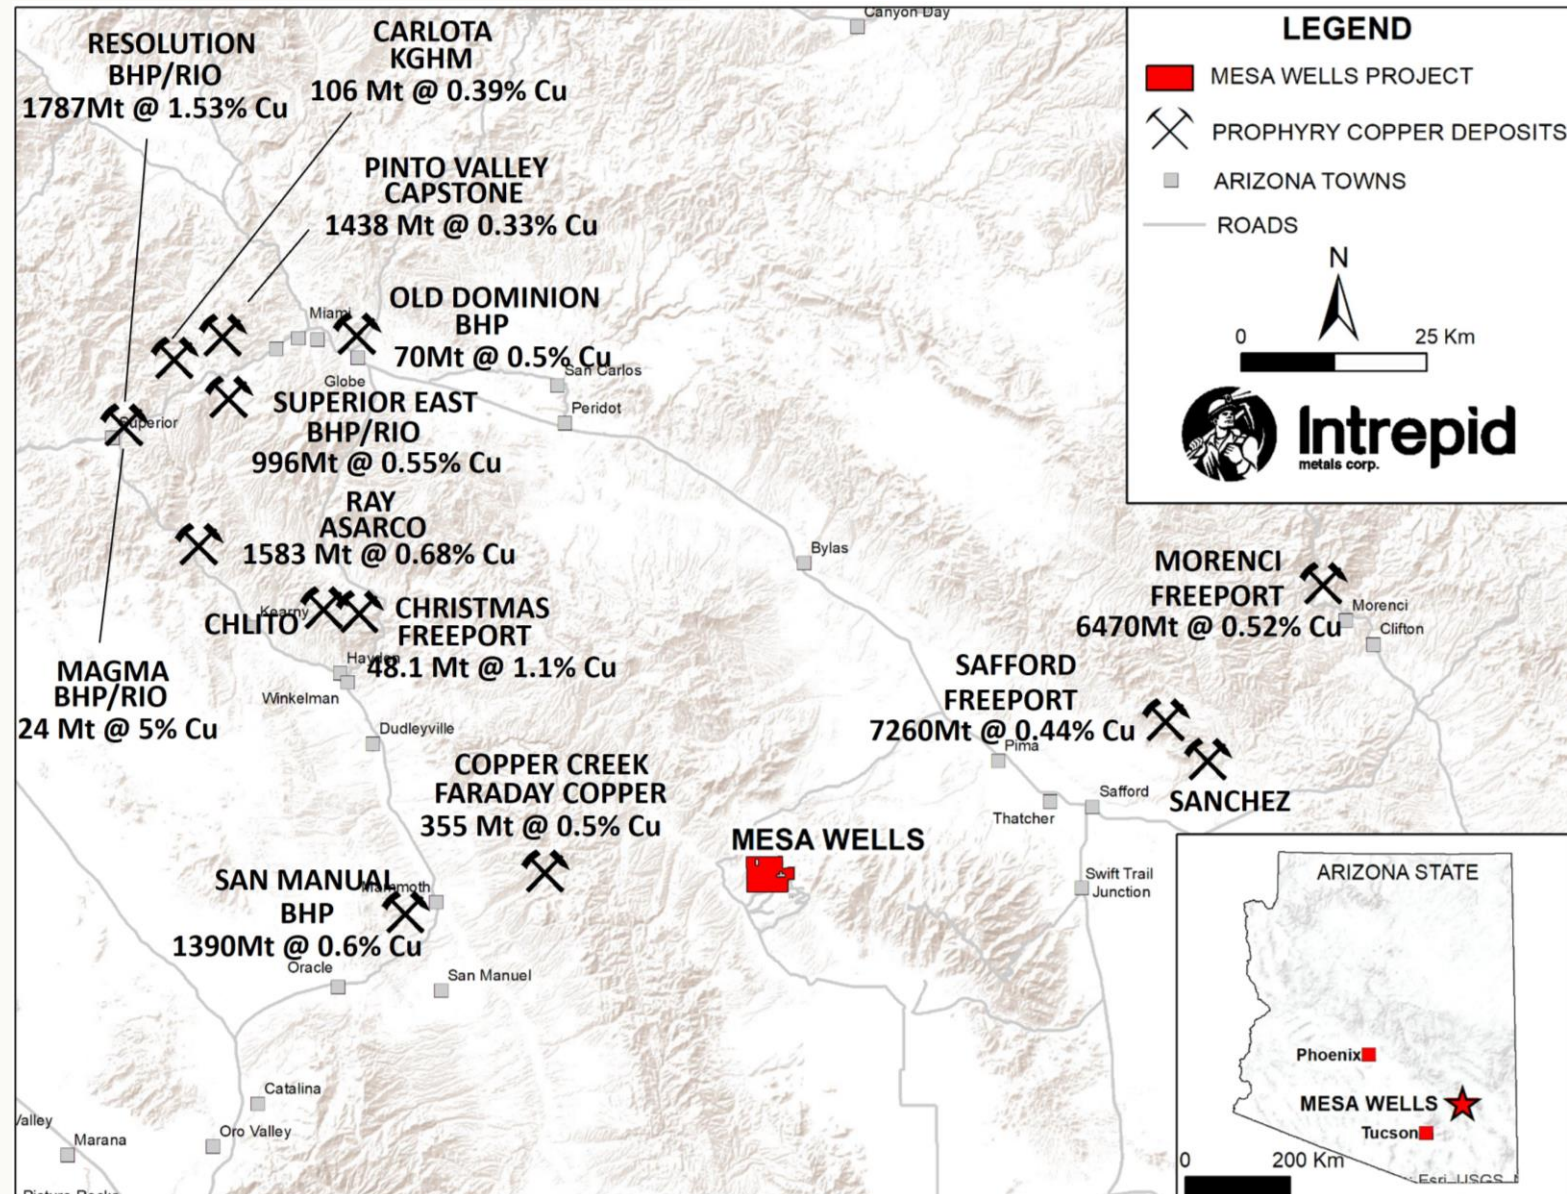 RESOLUTION
BHP/RIO
1787Mt @ 1.53% Cu
CARLOTA
KGHM
106 Mt @ 0.39% Cu
PINTO VALLEY
CAPSTONE
1438 Mt @ 0.33% Cu
Canyon Day
OLD DOMINION
BHP
70Mt @ 0.5% Cu
Miami
Globe
San Carlos
Peridot
Superior
SUPERIOR EAST
BHP/RIO
996Mt @ 0.55% Cu
RAY
ASARCO
1583 Mt @ 0.68% Cu
Bylas
Kearny
CHLITO
CHRISTMAS
FREEPORT
48.1 Mt @ 1.1% Cu
Hayden
Winkelman
MAGMA
BHP/RIO
24 Mt @ 5% Cu
Dudleyville
COPPER CREEK
FARADAY COPPER
355 Mt @ 0.5% Cu
SAN MANUAL
BHP
1390Mt @ 0.6% Cu
Mammoth
Oracle
San Manuel
MESA WELLS
MORENCI
FREEPORT
6470Mt @ 0.52% Cu
Morenci
Clifton
SAFFORD
FREEPORT
7260Mt @ 0.44% Cu
Pima
SANCHEZ
Safford
Thatcher
Swift Trail
Junction
Catalina
Oro Valley
Valley
Marana
LEGEND
MESA WELLS PROJECT
PROPHYRY COPPER DEPOSITS
ARIZONA TOWNS
ROADS
N
0 25 Km
Intrepid
metals corp.
ARIZONA STATE
Phoenix
MESA WELLS
Tucson
0 200 Km
Esri, USGS